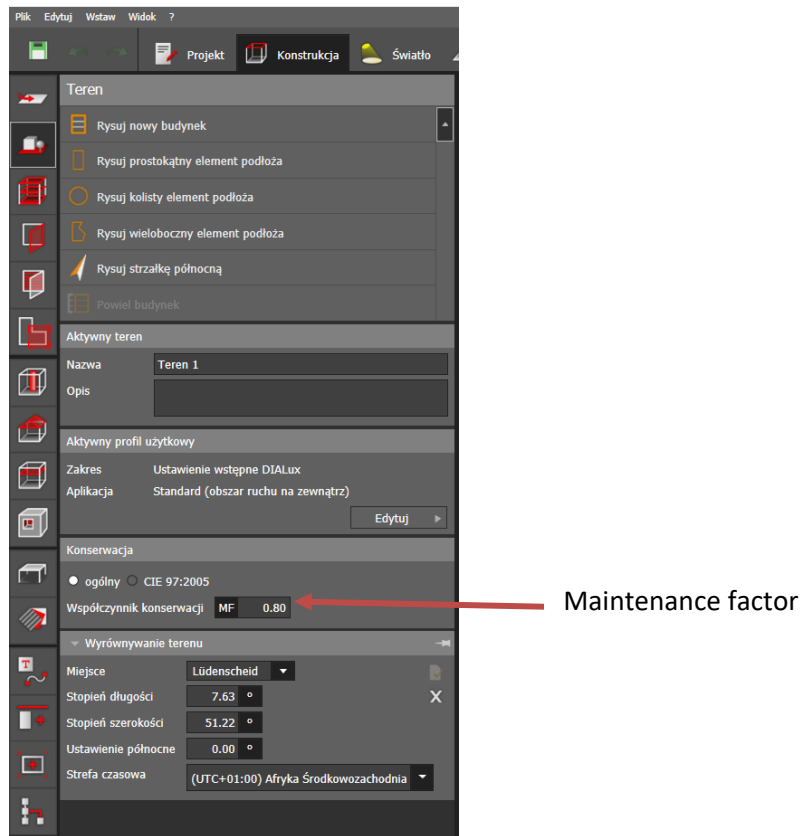 Plik Edytuj Wstaw Widok ?
Projekt Konstrukcja Światło
Teren
Rysuj nowy budynek
Rysuj prostokątny element podłoża
Rysuj kolisty element podłoża
Rysuj wieloboczny element podłoża
Rysuj strzałkę północną
Powiel budynek
Aktywny teren
Nazwa Teren 1
Opis
Aktywny profil użytkowy
Zakres Ustawienie wstępne DIALux
Aplikacja Standard (obszar ruchu na zewnątrz)
Edytuj
Konserwacja
ogólny CIE 97:2005
Współczynnik konserwacji MF 0.80
Maintenance factor
Wyrównywanie terenu
Miejsce Lüdenscheid
Stopień długości 7.63 °
Stopień szerokości 51.22 °
Ustawienie północne 0.00 °
Strefa czasowa (UTC+01:00) Afryka Środkowozachodnia